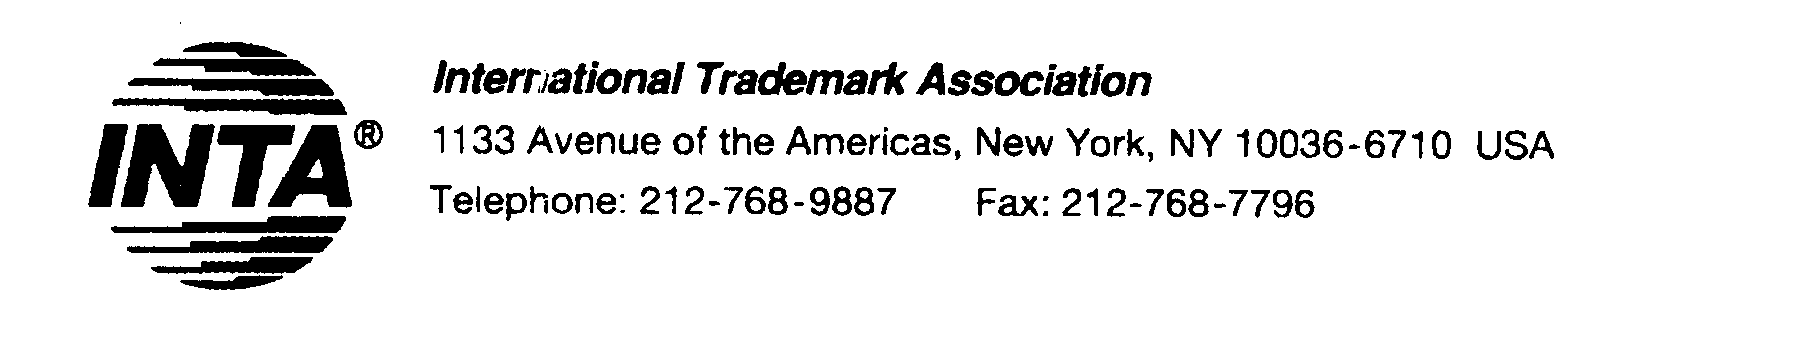 INTA®
International Trademark Association
1133 Avenue of the Americas, New York, NY 10036-6710 USA
Telephone: 212-768-9887 Fax: 212-768-7796